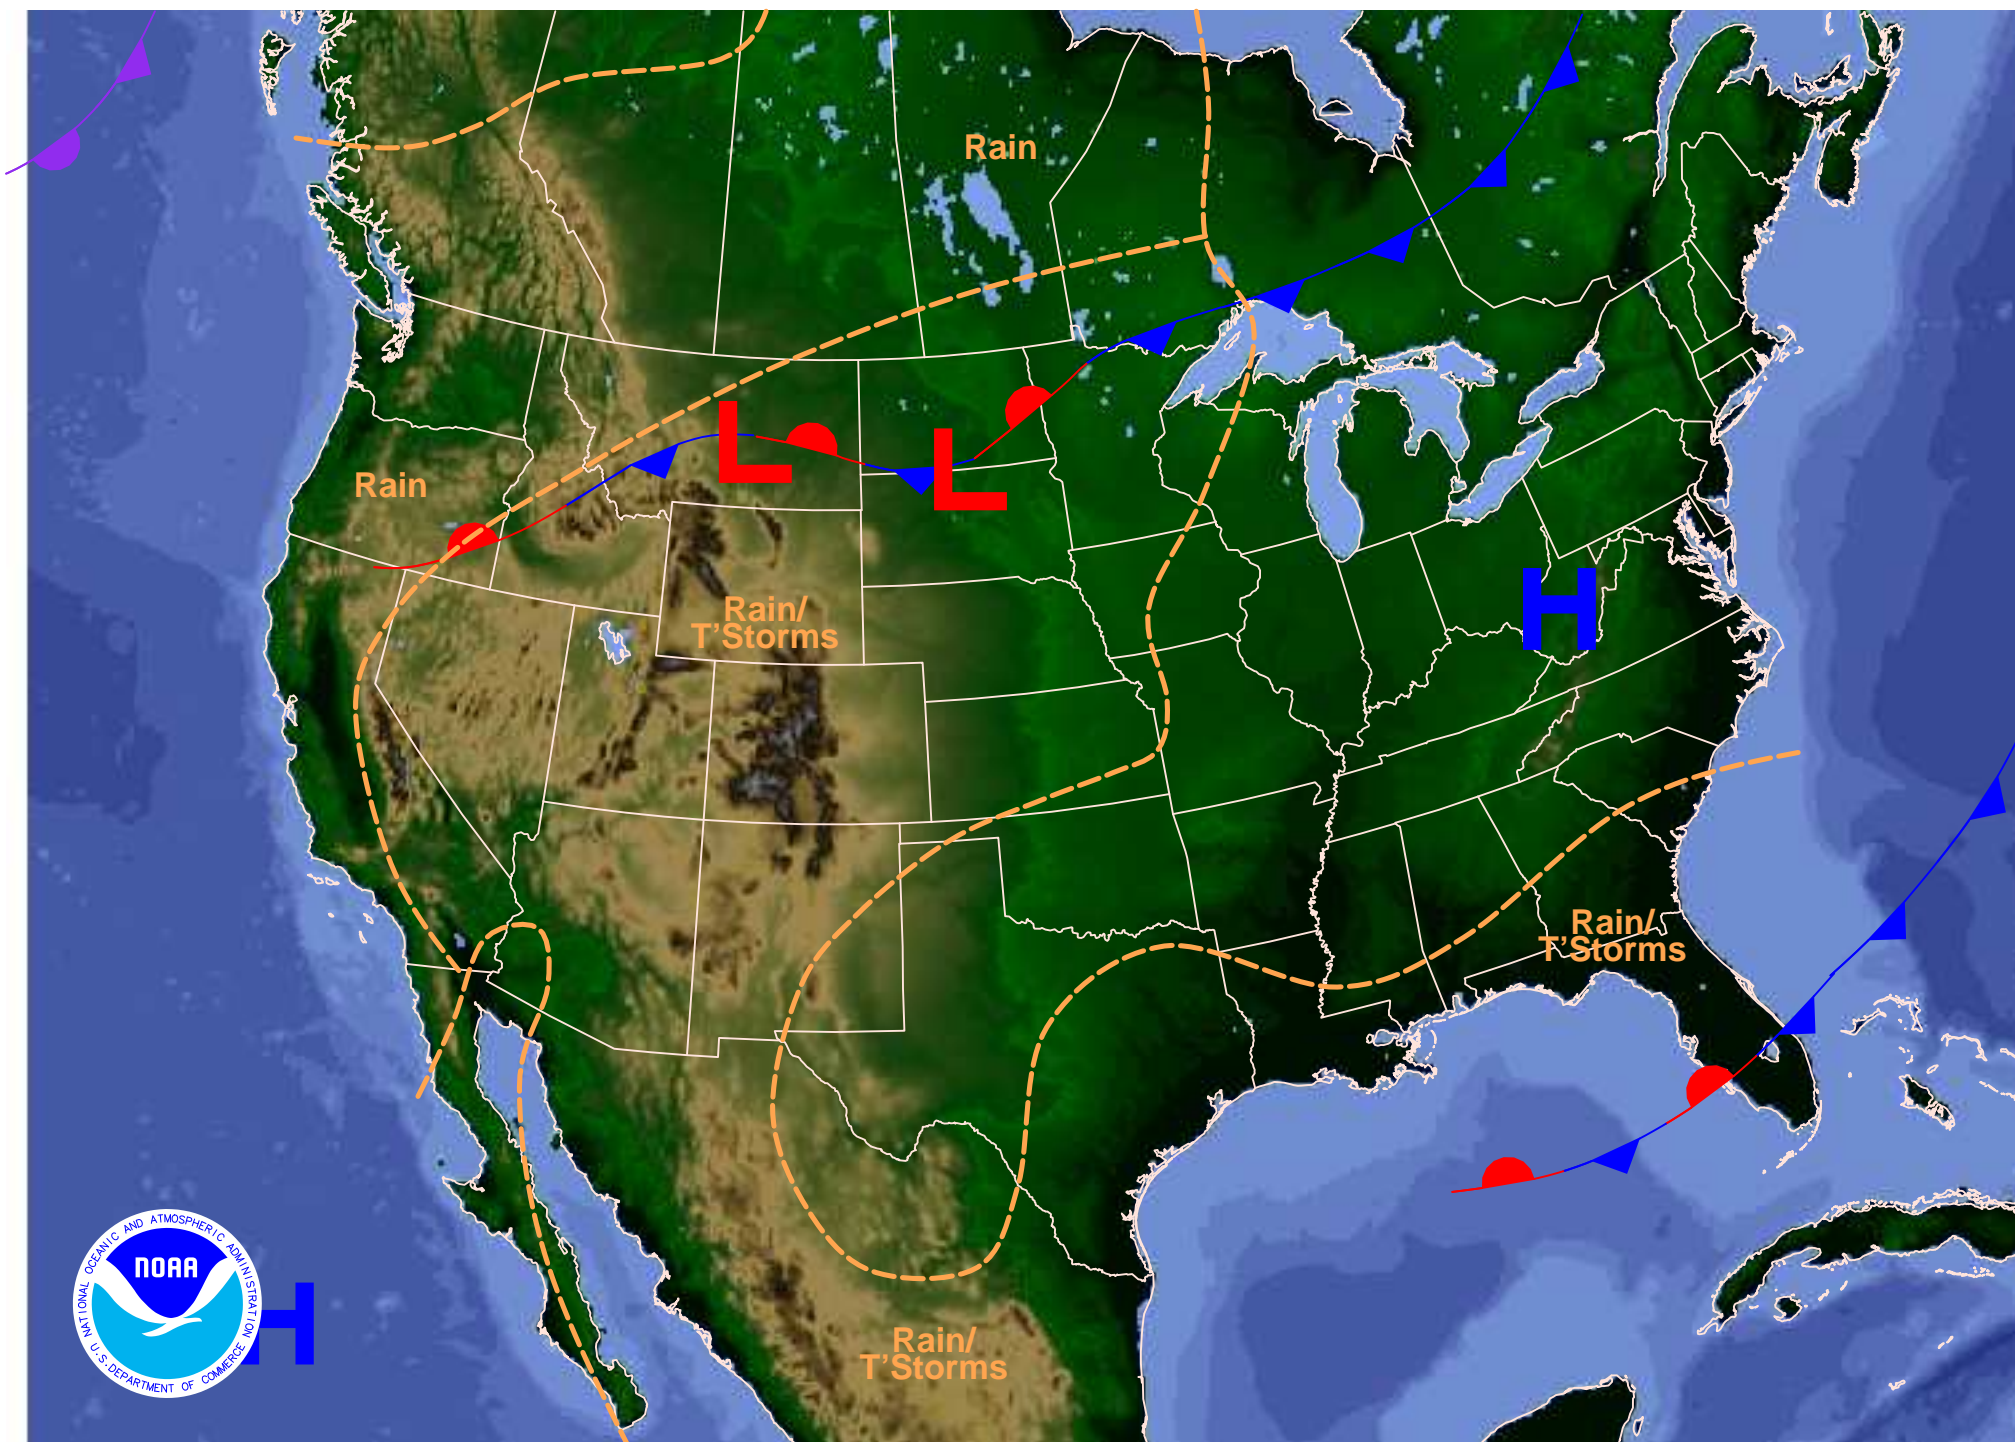 Rain
Rain
L
L
Rain/
T'Storms
H
Rain/
T'Storms
Rain/
T'Storms
H
NATIONAL OCEANIC AND ATMOSPHERIC ADMINISTRATION
NOAA
U.S. DEPARTMENT OF COMMERCE